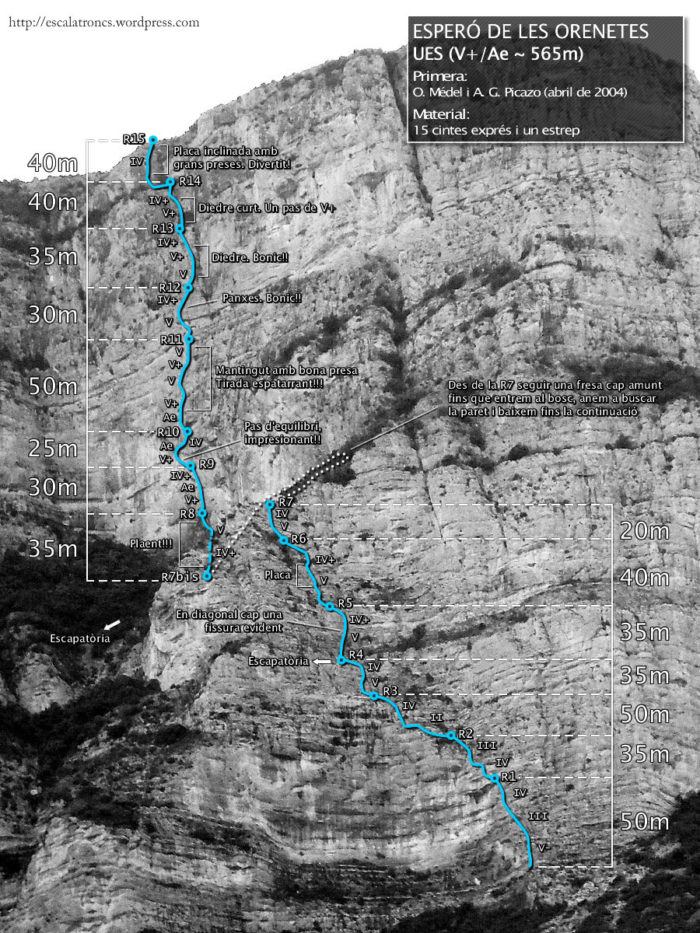 http://escalatroncs.wordpress.com
ESPERÓ DE LES ORENETES
UES (V+/Ae ~ 565m)
Primera:
O. Médel i A. G. Picazo (abril de 2004)
Material:
15 cintes exprés i un estrep
R15
IV
Placa inclinada amb
grans preses. Divertit!
40m
R14
IV+
V+
Diedre curt. Un pas de V+
40m
R13
IV+
V+
V
Diedre. Bonic!!
35m
R12
IV+
V
Panxes. Bonic!!
30m
R11
V
V+
V
V+
Ae
Mantingut amb bona presa
Tirada espatarrant!!!
50m
Des de la R7 seguir una fresa cap amunt
fins que entrem al bosc, anem a buscar
la paret i baixem fins la continuació
R10
IV
Ae
V+
Pas d'equilibri,
impresionant!!
25m
R9
IV+
Ae
V+
30m
R8
V
IV+
Plaent!!!
35m
R7bis
Escapatòria
R7
IV
V
20m
R6
IV+
V
Placa
40m
R5
IV+
V
En diagonal cap una
fissura evident
35m
R4
Escapatòria
IV
V
35m
R3
IV
II
50m
R2
III
IV
35m
R1
IV
III
V-
50m